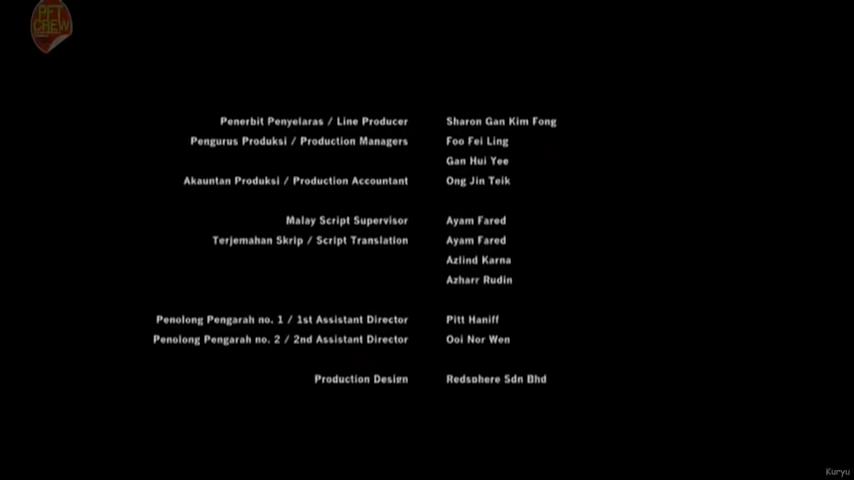 PFT
CREW
Penerbit Penyelaras / Line Producer Sharon Gan Kim Fong
Pengurus Produksi / Production Managers Foo Fei Ling
Gan Hui Yee
Akauntan Produksi / Production Accountant Ong Jin Teik
Malay Script Supervisor Ayam Fared
Terjemahan Skrip / Script Translation Ayam Fared
Azlind Karna
Azharr Rudin
Penolong Pengarah no. 1 / 1st Assistant Director Pitt Haniff
Penolong Pengarah no. 2 / 2nd Assistant Director Ooi Nor Wen
Production Design Redsphere Sdn Bhd
Kuryu